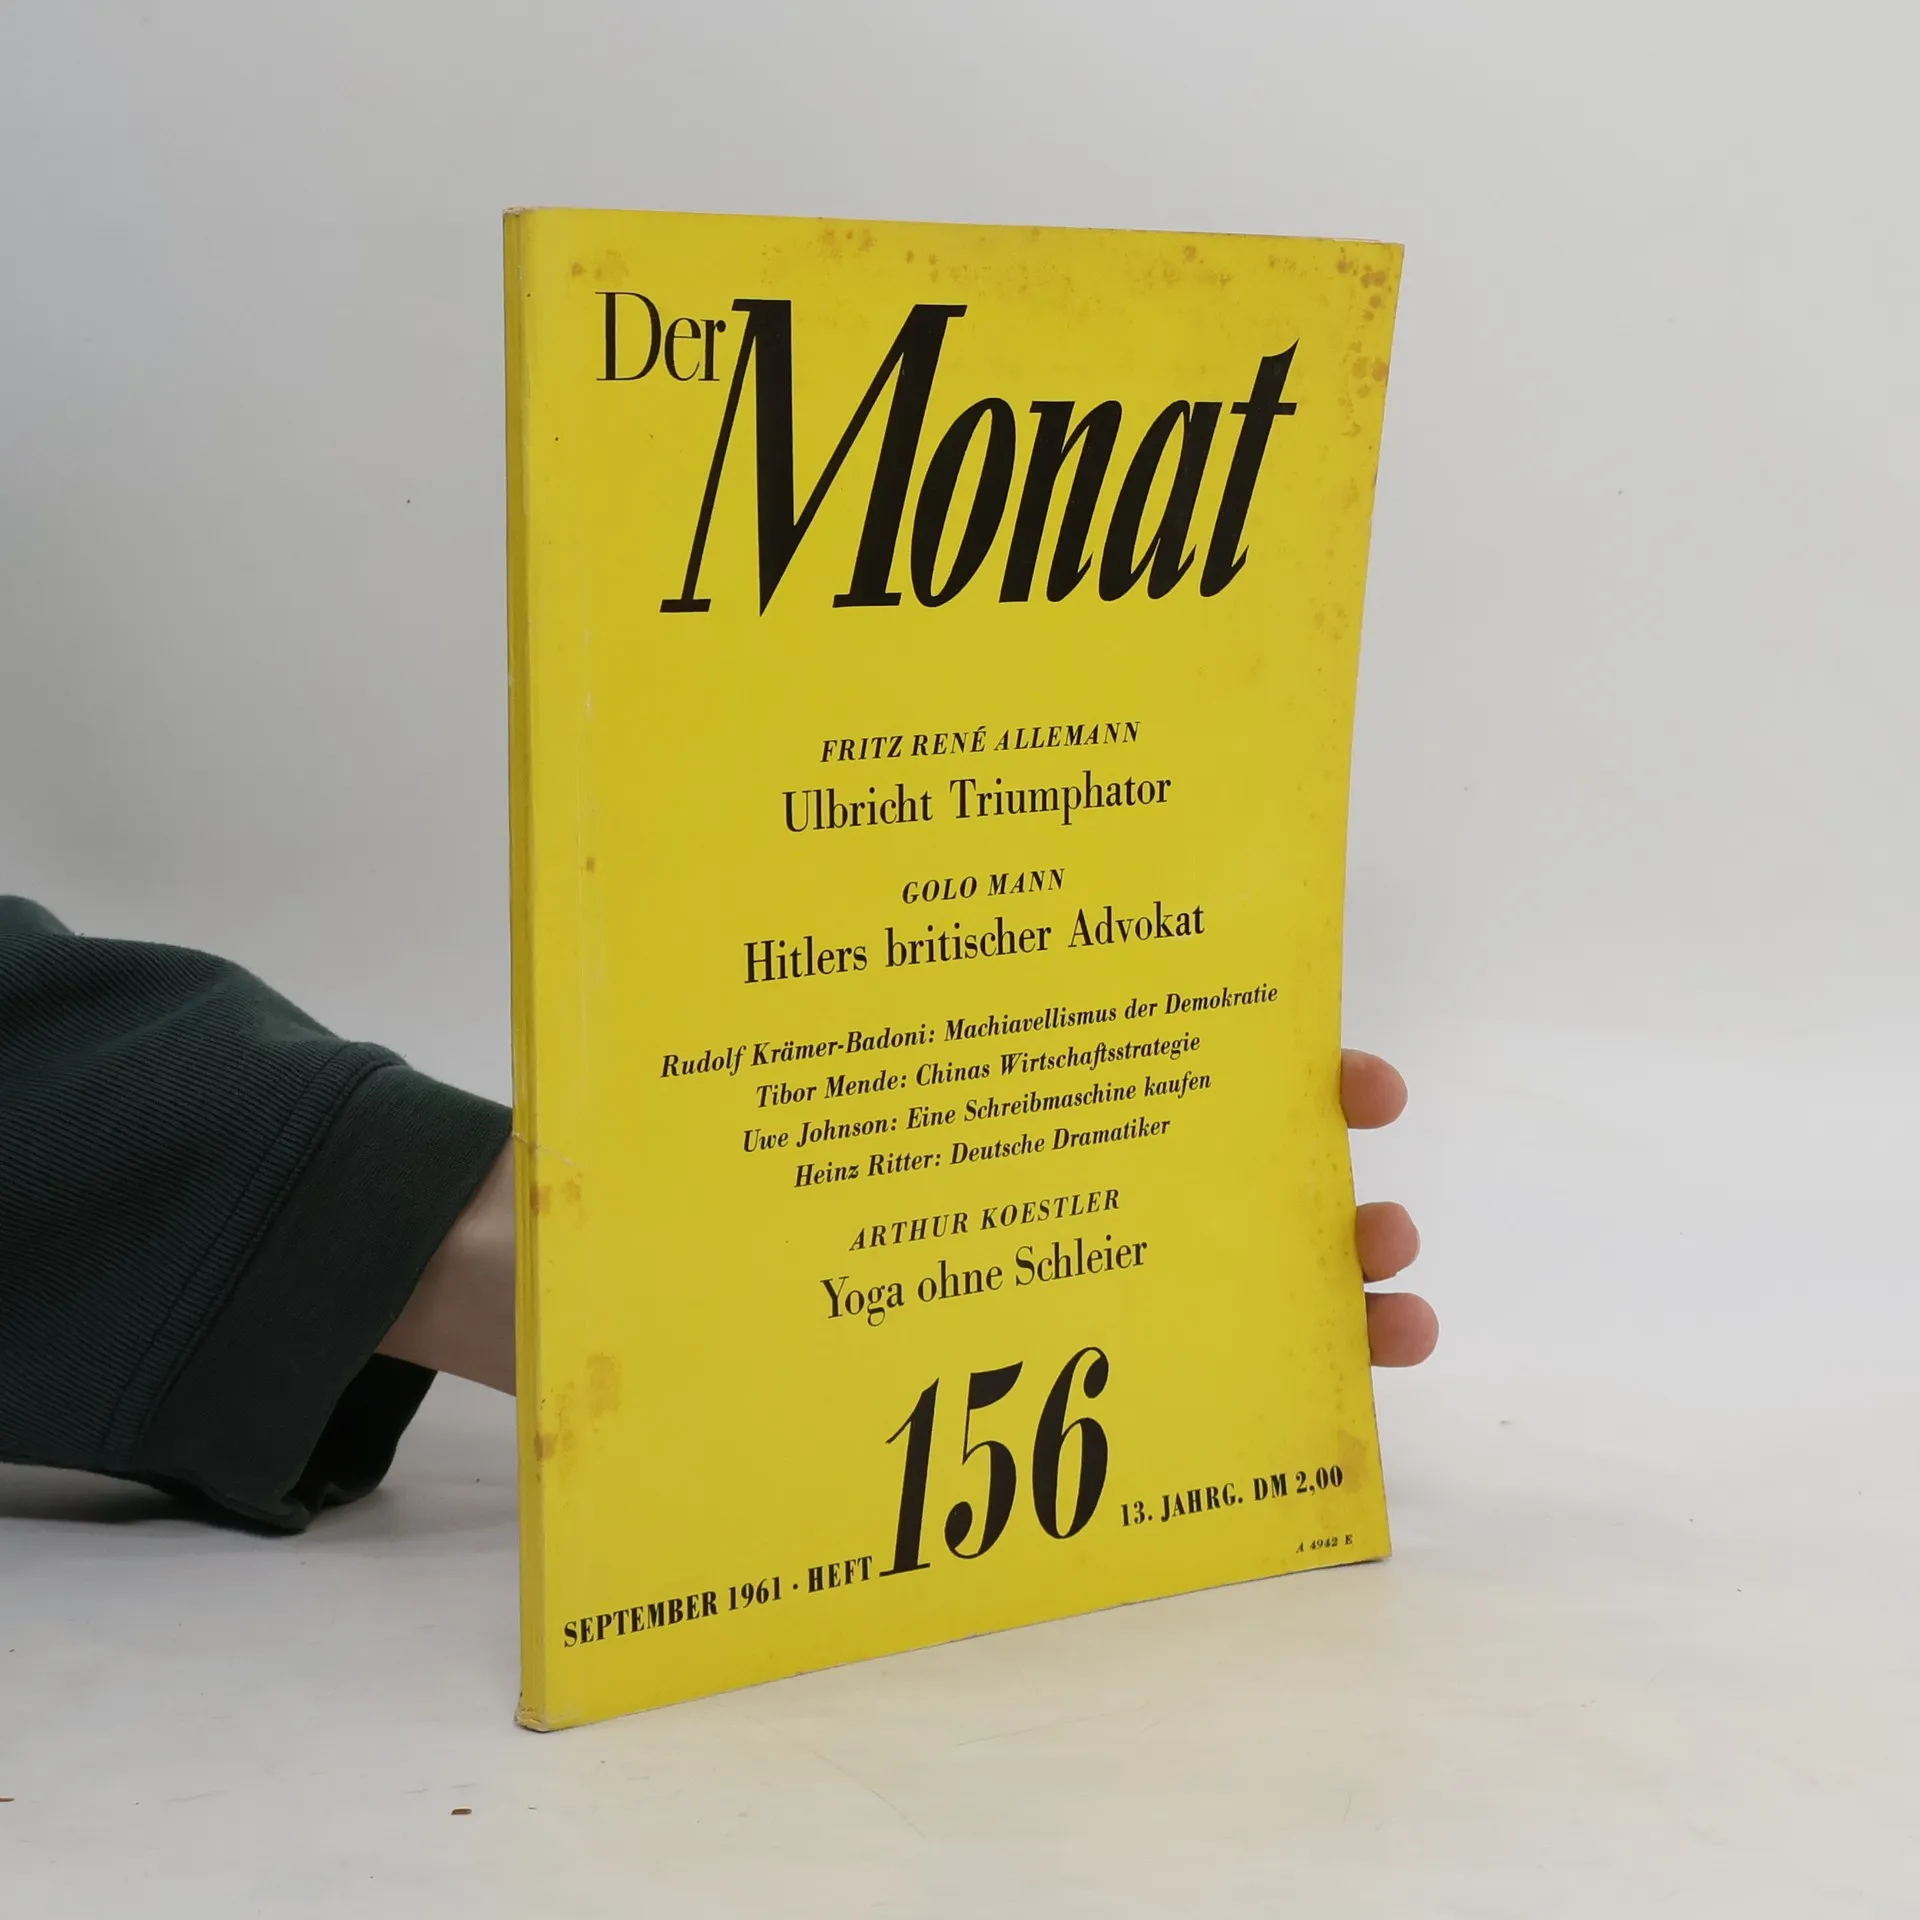 Der Monat
FRITZ RENÉ ALLEMANN
Ulbricht Triumphator
GOLO MANN
Hitlers britischer Advokat
Rudolf Krämer-Badoni: Machiavellismus der Demokratie
Tibor Mende: Chinas Wirtschaftsstrategie
Uwe Johnson: Eine Schreibmaschine kaufen
Heinz Ritter: Deutsche Dramatiker
ARTHUR KOESTLER
Yoga ohne Schleier
SEPTEMBER 1961 · HEFT 156 13. JAHRG. DM 2,00
A 4942 E